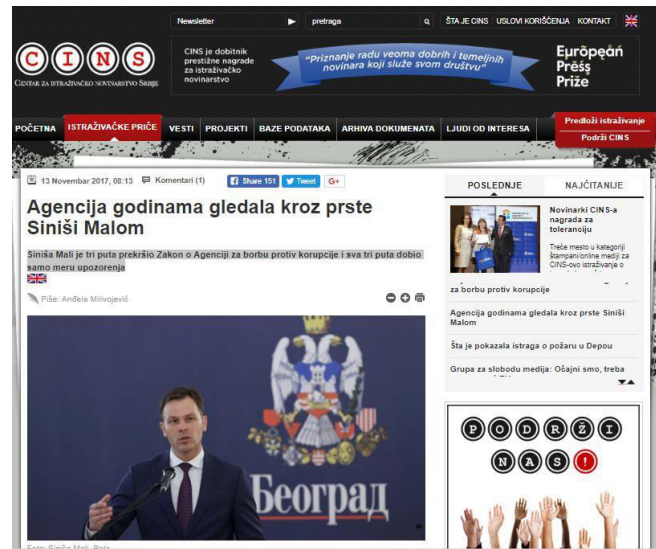 Newsletter
pretraga
ŠTA JE CINS
USLOVI KORIŠĆENJA
KONTAKT
CINS
CENTAR ZA ISTRAŽIVAČKO NOVINARSTVO SRBIJE
CINS je dobitnik
prestižne nagrade
za istraživačko
novinarstvo
"Priznanje radu veoma dobrih i temeljnih
novinara koji služe svom društvu"
Eųrõpęáń
Prëśş
Prize
POČETNA
ISTRAŽIVAČKE PRIČE
VESTI
PROJEKTI
BAZE PODATAKA
ARHIVA DOKUMENATA
LJUDI OD INTERESA
Predloži istraživanje
Podrži CINS
13 Novembar 2017, 08:13
Komentari (1)
Share 151
Tweet
G+
Agencija godinama gledala kroz prste
Siniši Malom
Siniša Mali je tri puta prekršio Zakon o Agenciji za borbu protiv korupcije i sva tri puta dobio
samo meru upozorenja
Piše: Anđela Milivojević
Београд
POSLEDNJE
NAJČITANIJE
Novinarki CINS-a
nagrada za
toleranciju
Treće mesto u kategoriji
štampani/online mediji za
CINS-ovo istraživanje o
za borbu protiv korupcije
Agencija godinama gledala kroz prste Siniši
Malom
Šta je pokazala istraga o požaru u Depou
Grupa za slobodu medija: Očajni smo, treba
PODRŽI
NAS!